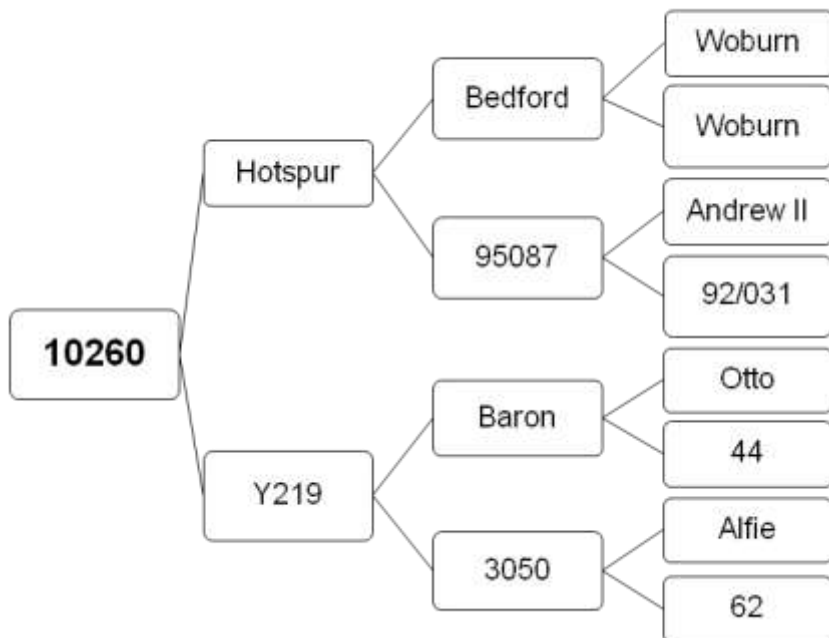 Woburn
Bedford
Woburn
Hotspur
Andrew II
95087
92/031
10260
Otto
Baron
44
Y219
Alfie
3050
62